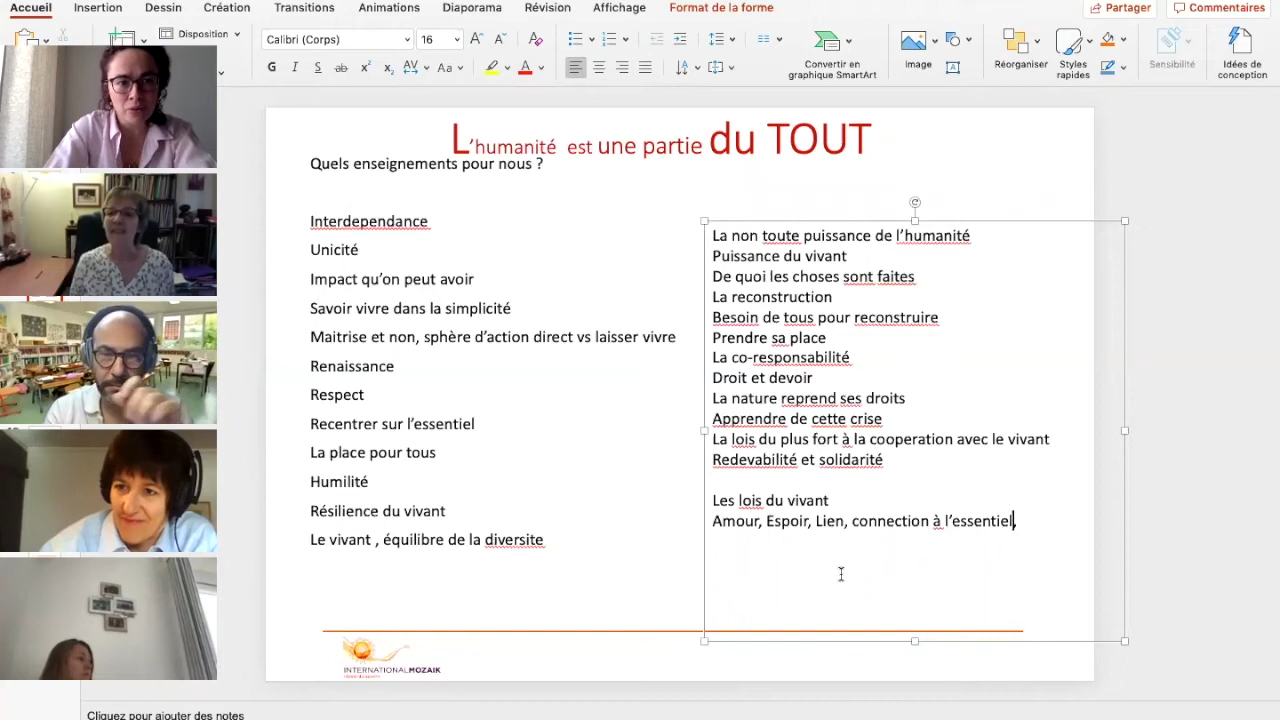 Accueil Insertion Dessin Création Transitions Animations Diaporama Révision Affichage Format de la forme Partager Commentaires
Disposition Calibri (Corps) 16
Convertir en graphique SmartArt
Image
Réorganiser
Styles rapides
Sensibilité
Idées de conception
L'humanité est une partie du TOUT
Quels enseignements pour nous ?
Interdependance
Unicité
Impact qu'on peut avoir
Savoir vivre dans la simplicité
Maitrise et non, sphère d'action direct vs laisser vivre
Renaissance
Respect
Recentrer sur l'essentiel
La place pour tous
Humilité
Résilience du vivant
Le vivant , équilibre de la diversite
La non toute puissance de l'humanité
Puissance du vivant
De quoi les choses sont faites
La reconstruction
Besoin de tous pour reconstruire
Prendre sa place
La co-responsabilité
Droit et devoir
La nature reprend ses droits
Apprendre de cette crise
La lois du plus fort à la cooperation avec le vivant
Redevabilité et solidarité
Les lois du vivant
Amour, Espoir, Lien, connection à l'essentiel,
INTERNATIONALMOZAIK
Cliquez pour ajouter des notes